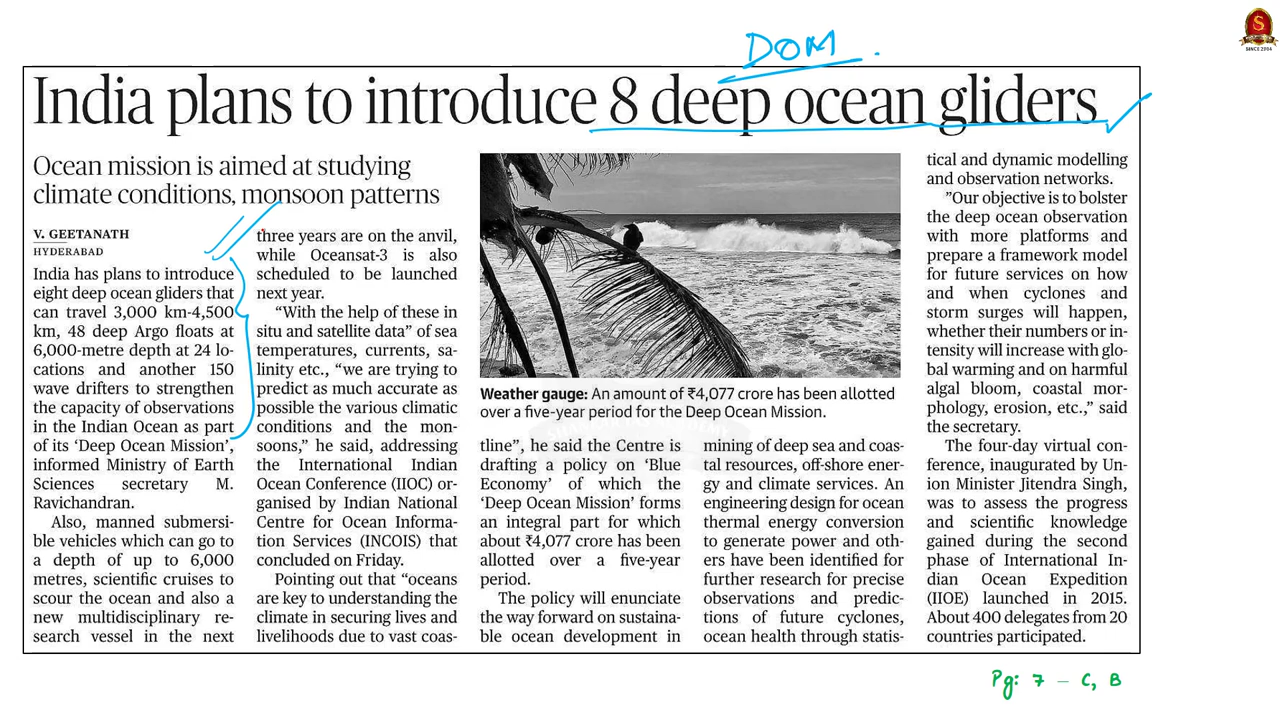 S
SINCE 2004
DOM.
India plans to introduce 8 deep ocean gliders
Ocean mission is aimed at studying
climate conditions, monsoon patterns
V. GEETANATH
HYDERABAD
India has plans to introduce
eight deep ocean gliders that
can travel 3,000 km-4,500
km, 48 deep Argo floats at
6,000-metre depth at 24 lo-
cations and another 150
wave drifters to strengthen
the capacity of observations
in the Indian Ocean as part
of its ‘Deep Ocean Mission’,
informed Ministry of Earth
Sciences secretary M.
Ravichandran.
Also, manned submersi-
ble vehicles which can go to
a depth of up to 6,000
metres, scientific cruises to
scour the ocean and also a
new multidisciplinary re-
search vessel in the next
three years are on the anvil,
while Oceansat-3 is also
scheduled to be launched
next year.
“With the help of these in
situ and satellite data” of sea
temperatures, currents, sa-
linity etc., “we are trying to
predict as much accurate as
possible the various climatic
conditions and the mon-
soons,” he said, addressing
the International Indian
Ocean Conference (IIOC) or-
ganised by Indian National
Centre for Ocean Informa-
tion Services (INCOIS) that
concluded on Friday.
Pointing out that “oceans
are key to understanding the
climate in securing lives and
livelihoods due to vast coas-
Weather gauge: An amount of ₹4,077 crore has been allotted
over a five-year period for the Deep Ocean Mission.
tline”, he said the Centre is
drafting a policy on ‘Blue
Economy’ of which the
‘Deep Ocean Mission’ forms
an integral part for which
about ₹4,077 crore has been
allotted over a five-year
period.
The policy will enunciate
the way forward on sustaina-
ble ocean development in
mining of deep sea and coas-
tal resources, off-shore ener-
gy and climate services. An
engineering design for ocean
thermal energy conversion
to generate power and oth-
ers have been identified for
further research for precise
observations and predic-
tions of future cyclones,
ocean health through statis-
tical and dynamic modelling
and observation networks.
”Our objective is to bolster
the deep ocean observation
with more platforms and
prepare a framework model
for future services on how
and when cyclones and
storm surges will happen,
whether their numbers or in-
tensity will increase with glo-
bal warming and on harmful
algal bloom, coastal mor-
phology, erosion, etc.,” said
the secretary.
The four-day virtual con-
ference, inaugurated by Un-
ion Minister Jitendra Singh,
was to assess the progress
and scientific knowledge
gained during the second
phase of International In-
dian Ocean Expedition
(IIOE) launched in 2015.
About 400 delegates from 20
countries participated.
Pg: 7 – C, B